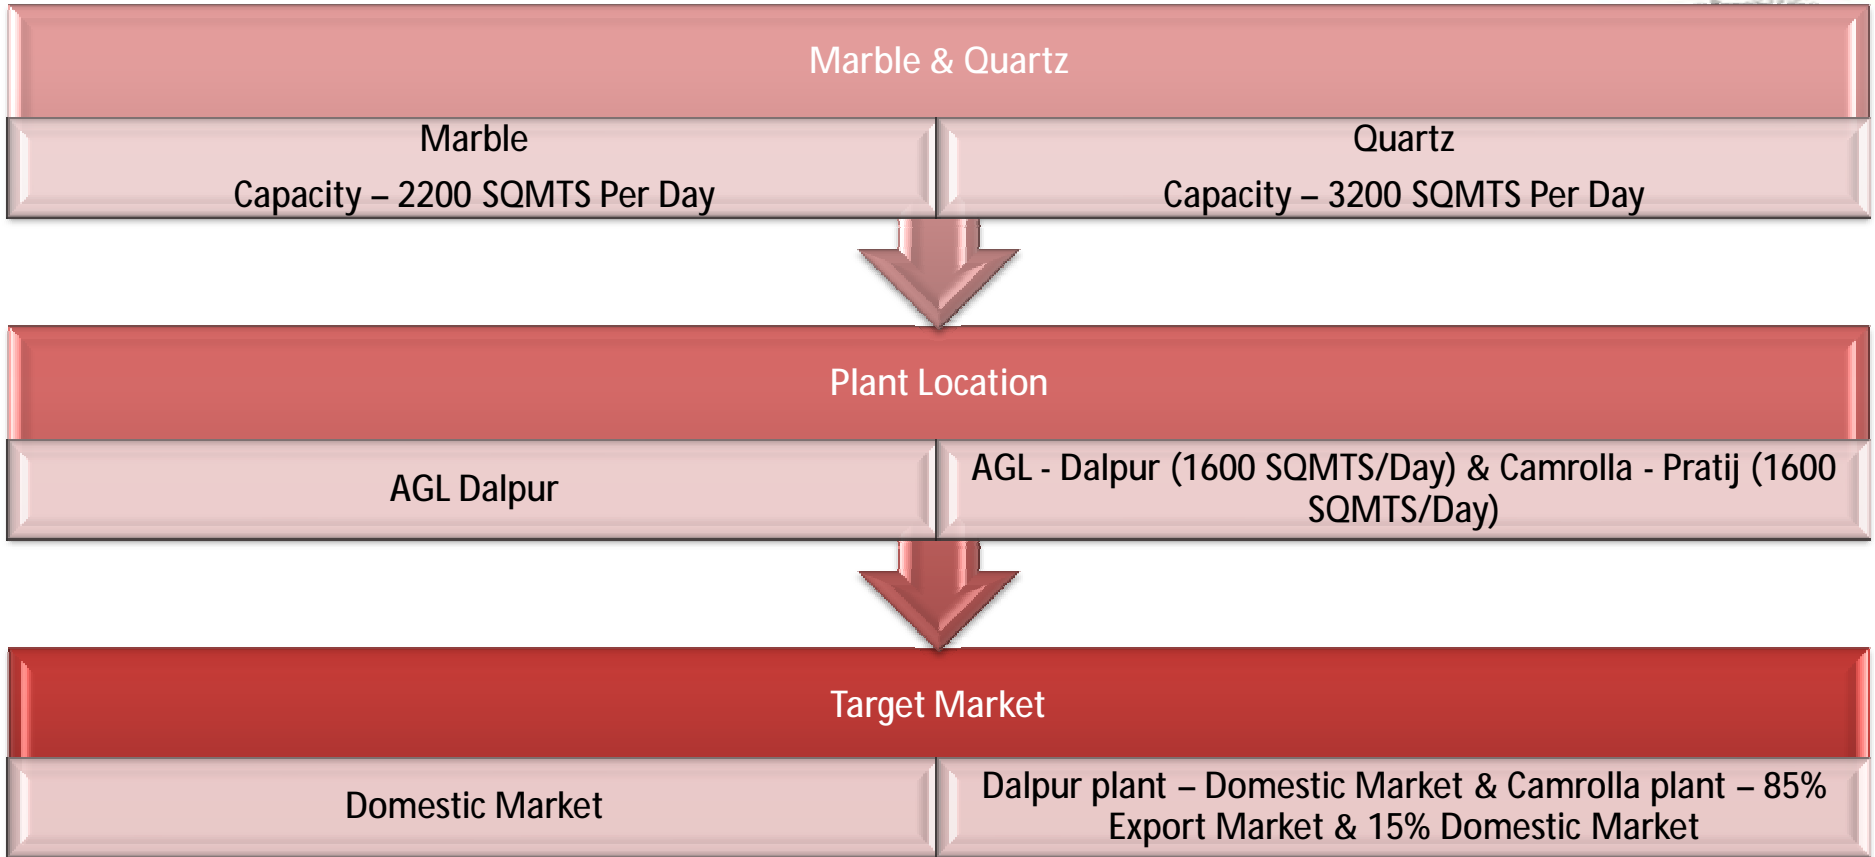 Marble & Quartz
Marble
Capacity – 2200 SQMTS Per Day
Quartz
Capacity – 3200 SQMTS Per Day
Plant Location
AGL Dalpur
AGL - Dalpur (1600 SQMTS/Day) & Camrolla - Pratij (1600
SQMTS/Day)
Target Market
Domestic Market
Dalpur plant – Domestic Market & Camrolla plant – 85%
Export Market & 15% Domestic Market